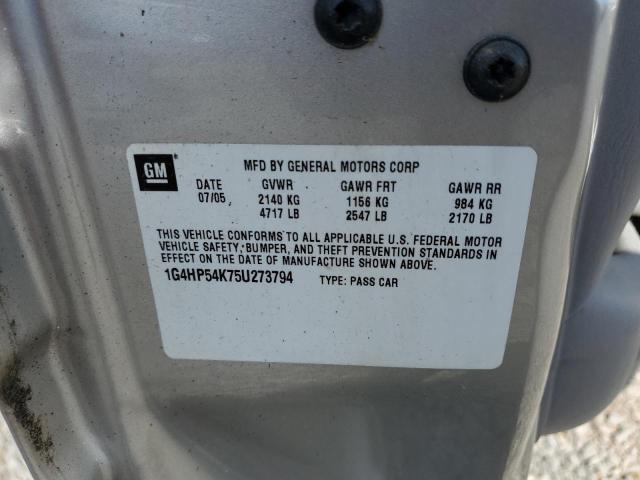 GM
MFD BY GENERAL MOTORS CORP
DATE GVWR GAWR FRT GAWR RR
07/05 2140 KG 1156 KG 984 KG
4717 LB 2547 LB 2170 LB
THIS VEHICLE CONFORMS TO ALL APPLICABLE U.S. FEDERAL MOTOR
VEHICLE SAFETY, BUMPER, AND THEFT PREVENTION STANDARDS IN
EFFECT ON THE DATE OF MANUFACTURE SHOWN ABOVE.
1G4HP54K75U273794 TYPE: PASS CAR